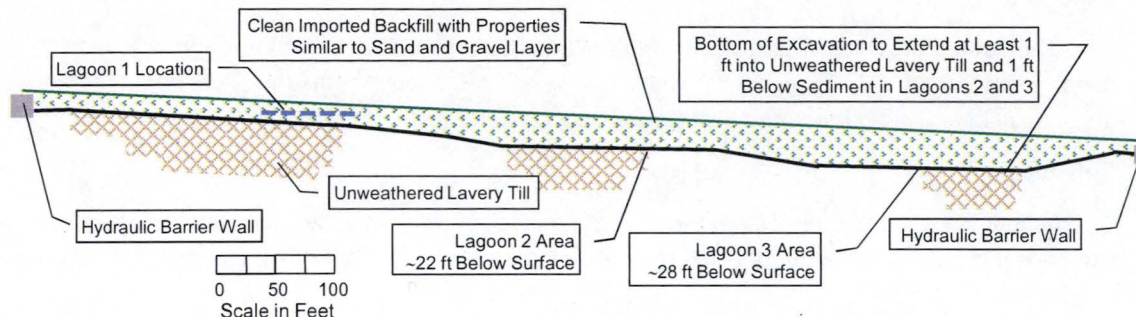 Clean Imported Backfill with Properties
Similar to Sand and Gravel Layer
Bottom of Excavation to Extend at Least 1
ft into Unweathered Lavery Till and 1 ft
Below Sediment in Lagoons 2 and 3
Lagoon 1 Location
Unweathered Lavery Till
Hydraulic Barrier Wall
Lagoon 2 Area
~22 ft Below Surface
Lagoon 3 Area
~28 ft Below Surface
Hydraulic Barrier Wall
0 50 100
Scale in Feet